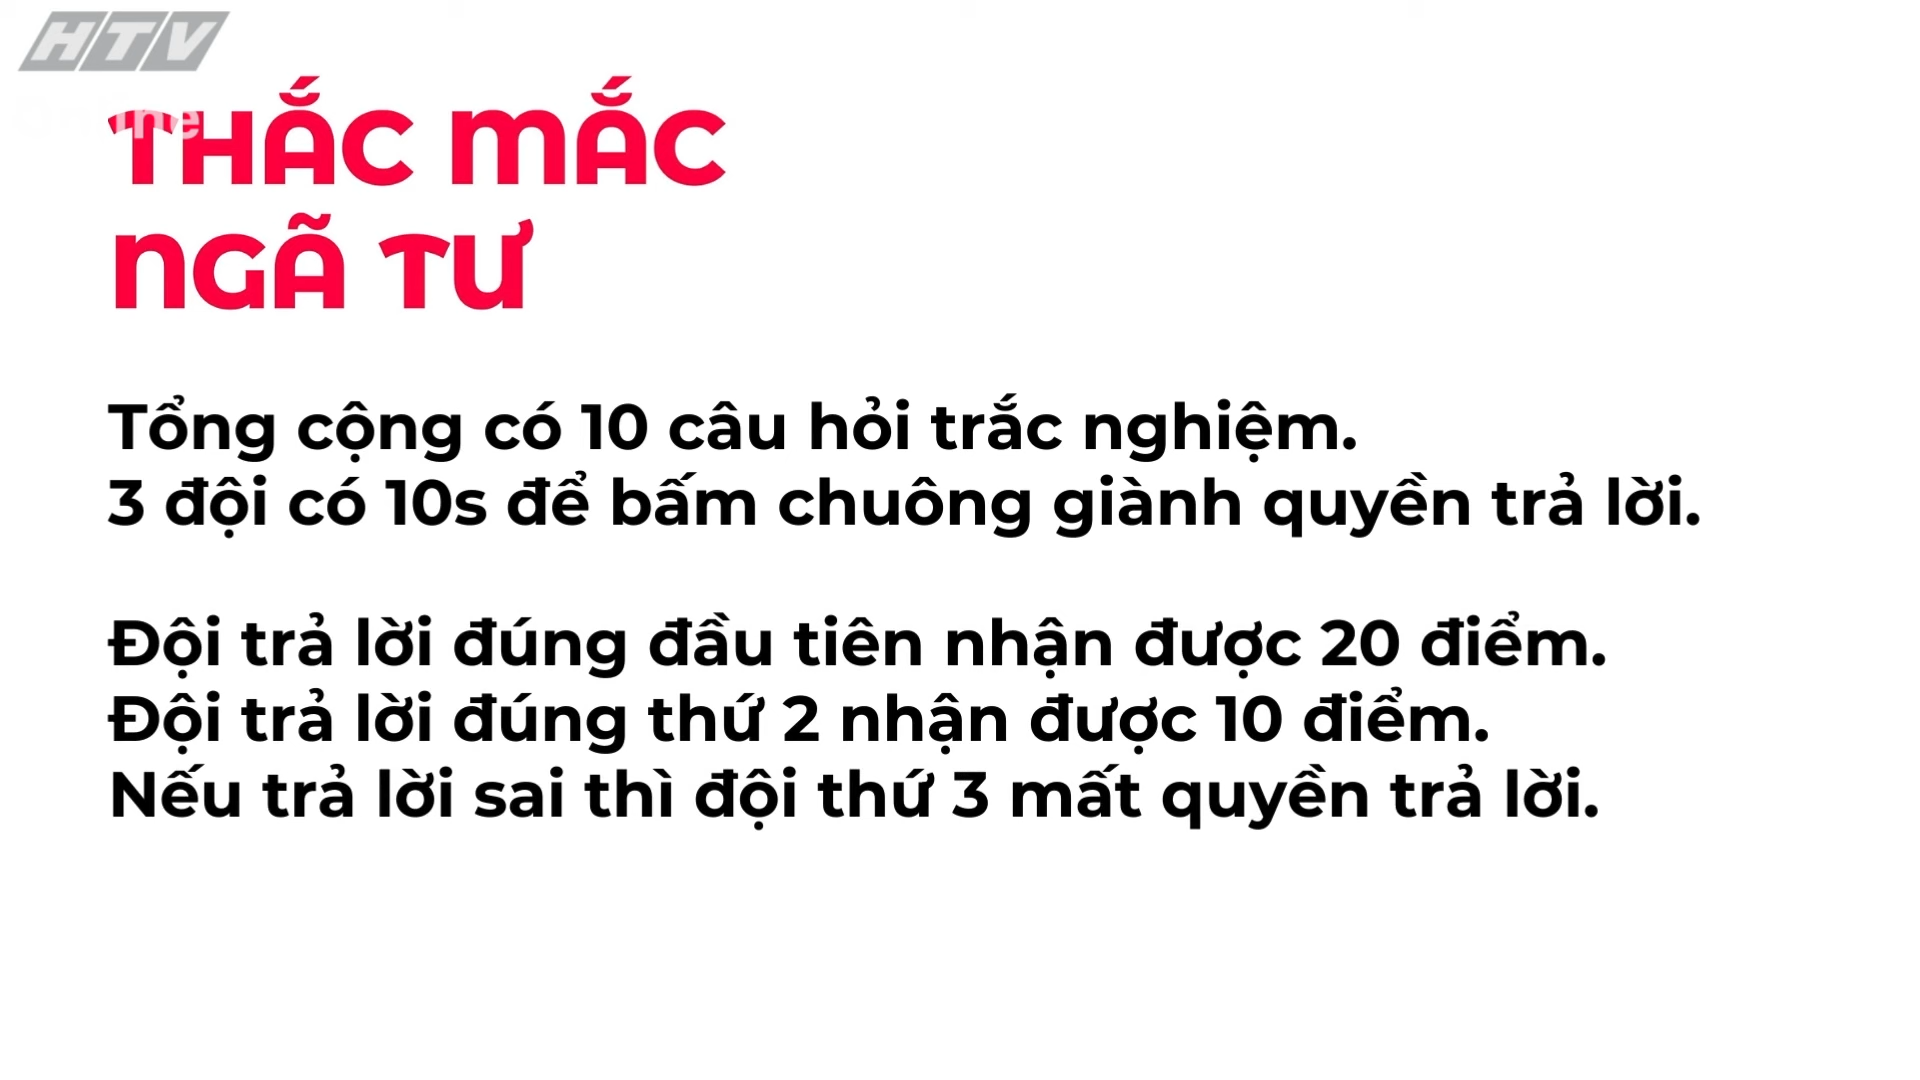 HTV
Online
THẮC MẮC
NGÃ TƯ
Tổng cộng có 10 câu hỏi trắc nghiệm.
3 đội có 10s để bấm chuông giành quyền trả lời.
Đội trả lời đúng đầu tiên nhận được 20 điểm.
Đội trả lời đúng thứ 2 nhận được 10 điểm.
Nếu trả lời sai thì đội thứ 3 mất quyền trả lời.